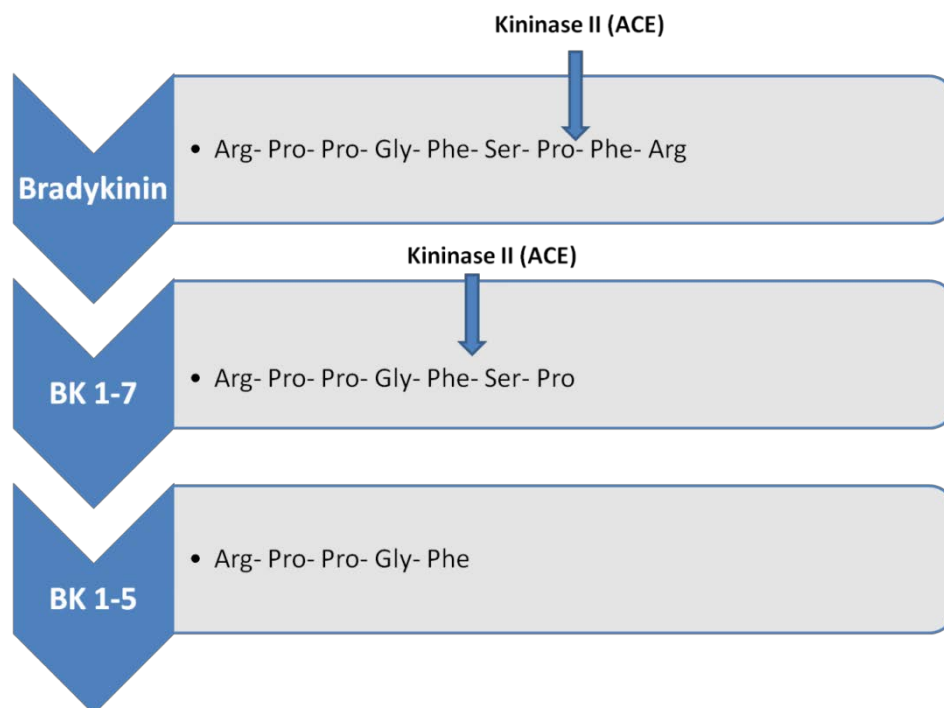 Kininase II (ACE)
Bradykinin
• Arg- Pro- Pro- Gly- Phe- Ser- Pro- Phe- Arg
Kininase II (ACE)
BK 1-7
• Arg- Pro- Pro- Gly- Phe- Ser- Pro
BK 1-5
• Arg- Pro- Pro- Gly- Phe